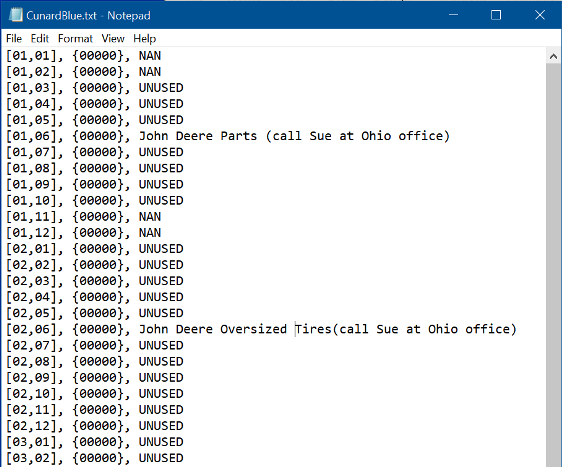 CunardBlue.txt - Notepad
File Edit Format View Help
[01,01], {00000}, NAN
[01,02], {00000}, NAN
[01,03], {00000}, UNUSED
[01,04], {00000}, UNUSED
[01,05], {00000}, UNUSED
[01,06], {00000}, John Deere Parts (call Sue at Ohio office)
[01,07], {00000}, UNUSED
[01,08], {00000}, UNUSED
[01,09], {00000}, UNUSED
[01,10], {00000}, UNUSED
[01,11], {00000}, NAN
[01,12], {00000}, NAN
[02,01], {00000}, UNUSED
[02,02], {00000}, UNUSED
[02,03], {00000}, UNUSED
[02,04], {00000}, UNUSED
[02,05], {00000}, UNUSED
[02,06], {00000}, John Deere Oversized Tires(call Sue at Ohio office)
[02,07], {00000}, UNUSED
[02,08], {00000}, UNUSED
[02,09], {00000}, UNUSED
[02,10], {00000}, UNUSED
[02,11], {00000}, UNUSED
[02,12], {00000}, UNUSED
[03,01], {00000}, UNUSED
[03,02], {00000}, UNUSED